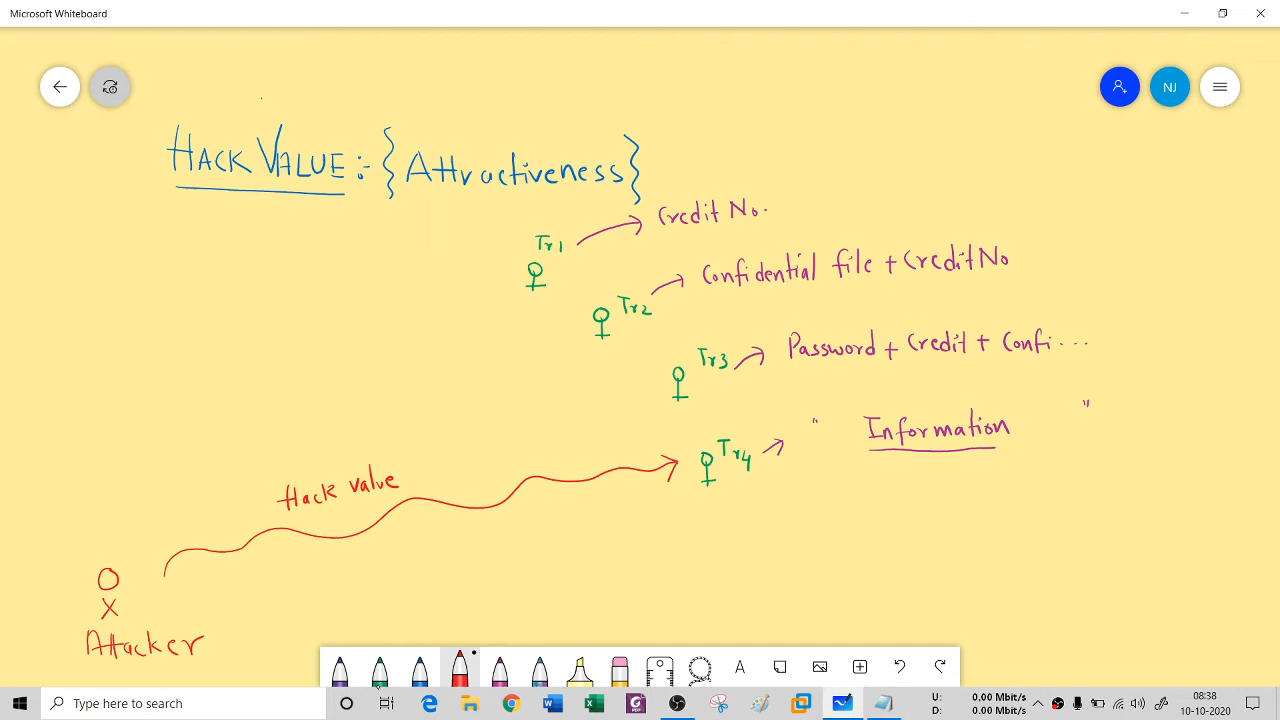 Microsoft Whiteboard
NJ
HACK VALUE :- {Attractiveness}
Tr1 Credit No.
Tr2 Confidential file + Credit No
Tr3 Password + Credit + Confi...
Tr4 " Information "
Hack value
Attacker
A
Type here to search
U: 0.00 Mbit/s
D: 0.00 Mbit/s
08:38
10-10-2020